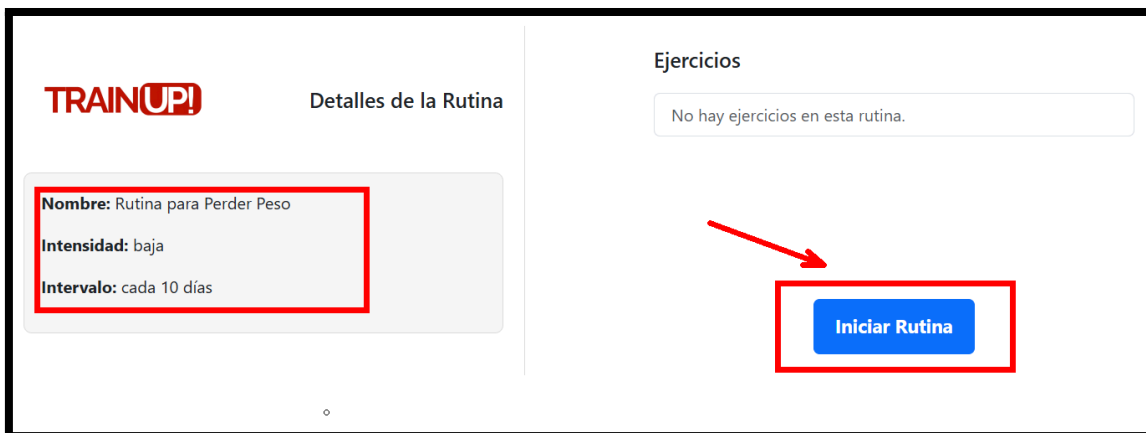 TRAINUP!
Detalles de la Rutina
Nombre: Rutina para Perder Peso
Intensidad: baja
Intervalo: cada 10 días
Ejercicios
No hay ejercicios en esta rutina.
Iniciar Rutina